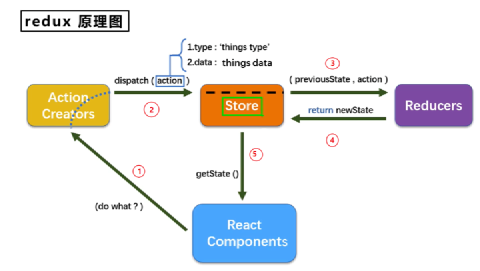 redux 原理图
1.type : 'things type'
2.data : things data
dispatch ( action )
③
( previousState , action )
Action
Creators
②
Store
Reducers
return newState
④
①
⑤
getState ()
(do what ? )
React
Components